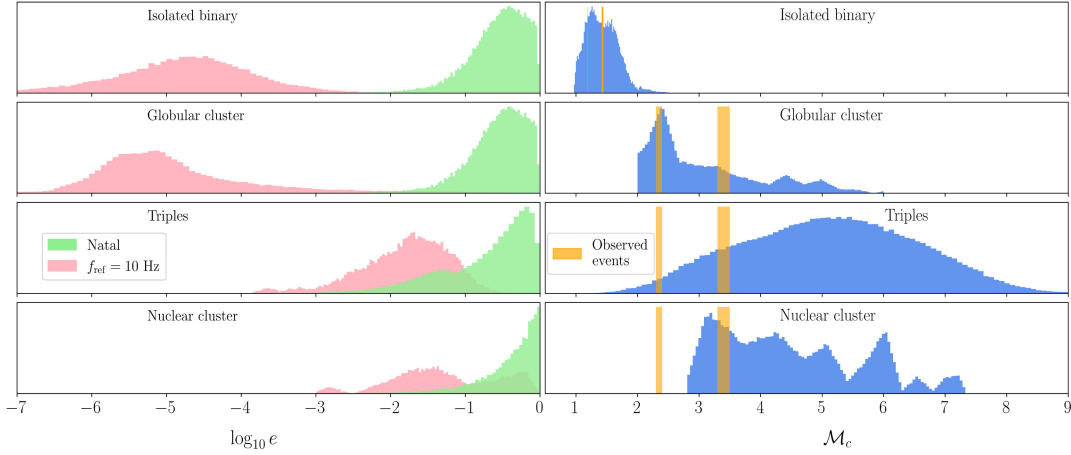 Isolated binary
Isolated binary
Globular cluster
Globular cluster
Triples
Triples
Natal
f_ref = 10 Hz
Observed
events
Nuclear cluster
Nuclear cluster
−7 −6 −5 −4 −3 −2 −1 0
1 2 3 4 5 6 7 8 9
log₁₀ e
ℳ_c